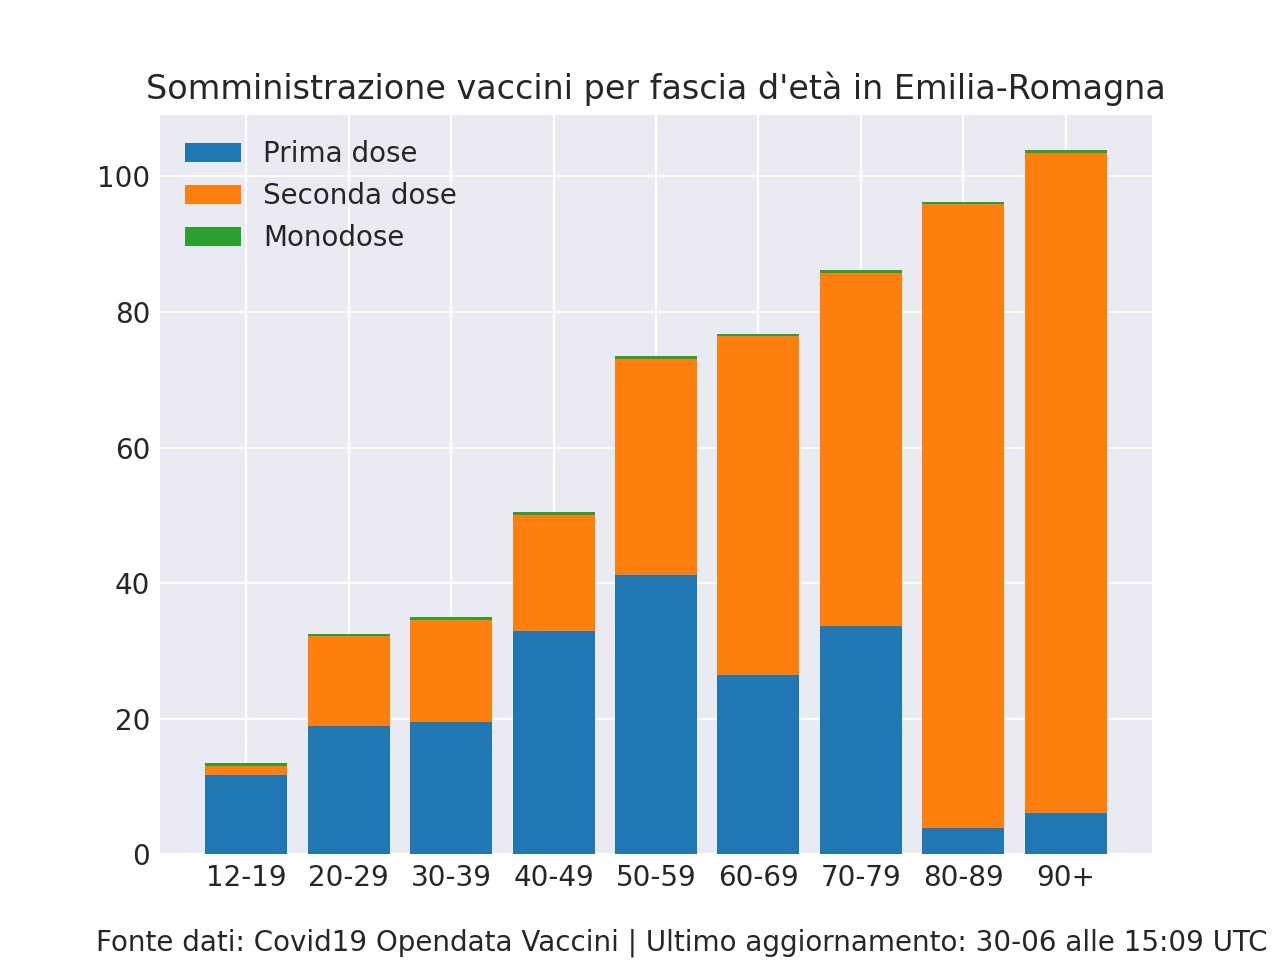 Somministrazione vaccini per fascia d'età in Emilia-Romagna
Prima dose
Seconda dose
Monodose
100
80
60
40
20
0
12-19 20-29 30-39 40-49 50-59 60-69 70-79 80-89 90+
Fonte dati: Covid19 Opendata Vaccini | Ultimo aggiornamento: 30-06 alle 15:09 UTC